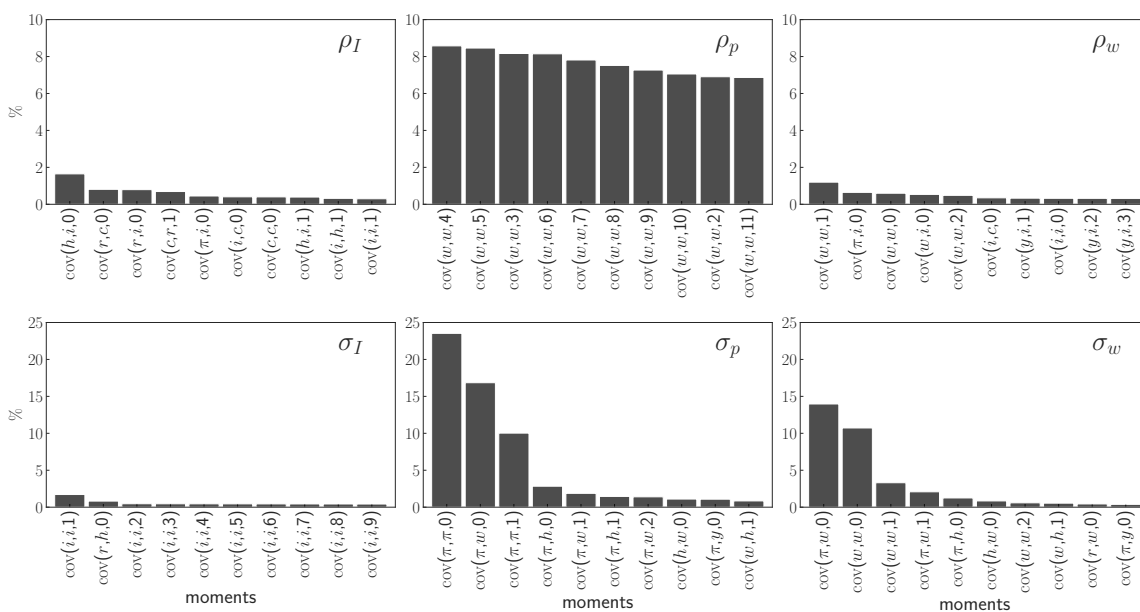 10
8
6
4
2
0
%
ρ_I
cov(h,i,0)
cov(r,c,0)
cov(r,i,0)
cov(c,r,1)
cov(π,i,0)
cov(i,c,0)
cov(c,c,0)
cov(h,i,1)
cov(i,h,1)
cov(i,i,1)
10
8
6
4
2
0
ρ_p
cov(w,w,4)
cov(w,w,5)
cov(w,w,3)
cov(w,w,6)
cov(w,w,7)
cov(w,w,8)
cov(w,w,9)
cov(w,w,10)
cov(w,w,2)
cov(w,w,11)
10
8
6
4
2
0
ρ_w
cov(w,w,1)
cov(π,i,0)
cov(w,w,0)
cov(w,i,0)
cov(w,w,2)
cov(i,c,0)
cov(y,i,1)
cov(i,i,0)
cov(y,i,2)
cov(y,i,3)
25
20
15
10
5
0
%
σ_I
cov(i,i,1)
cov(r,h,0)
cov(i,i,2)
cov(i,i,3)
cov(i,i,4)
cov(i,i,5)
cov(i,i,6)
cov(i,i,7)
cov(i,i,8)
cov(i,i,9)
moments
25
20
15
10
5
0
σ_p
cov(π,π,0)
cov(π,w,0)
cov(π,π,1)
cov(π,h,0)
cov(π,w,1)
cov(π,h,1)
cov(π,w,2)
cov(h,w,0)
cov(π,y,0)
cov(w,h,1)
moments
25
20
15
10
5
0
σ_w
cov(π,w,0)
cov(w,w,0)
cov(w,w,1)
cov(π,w,1)
cov(π,h,0)
cov(h,w,0)
cov(w,w,2)
cov(w,h,1)
cov(r,w,0)
cov(π,y,0)
moments